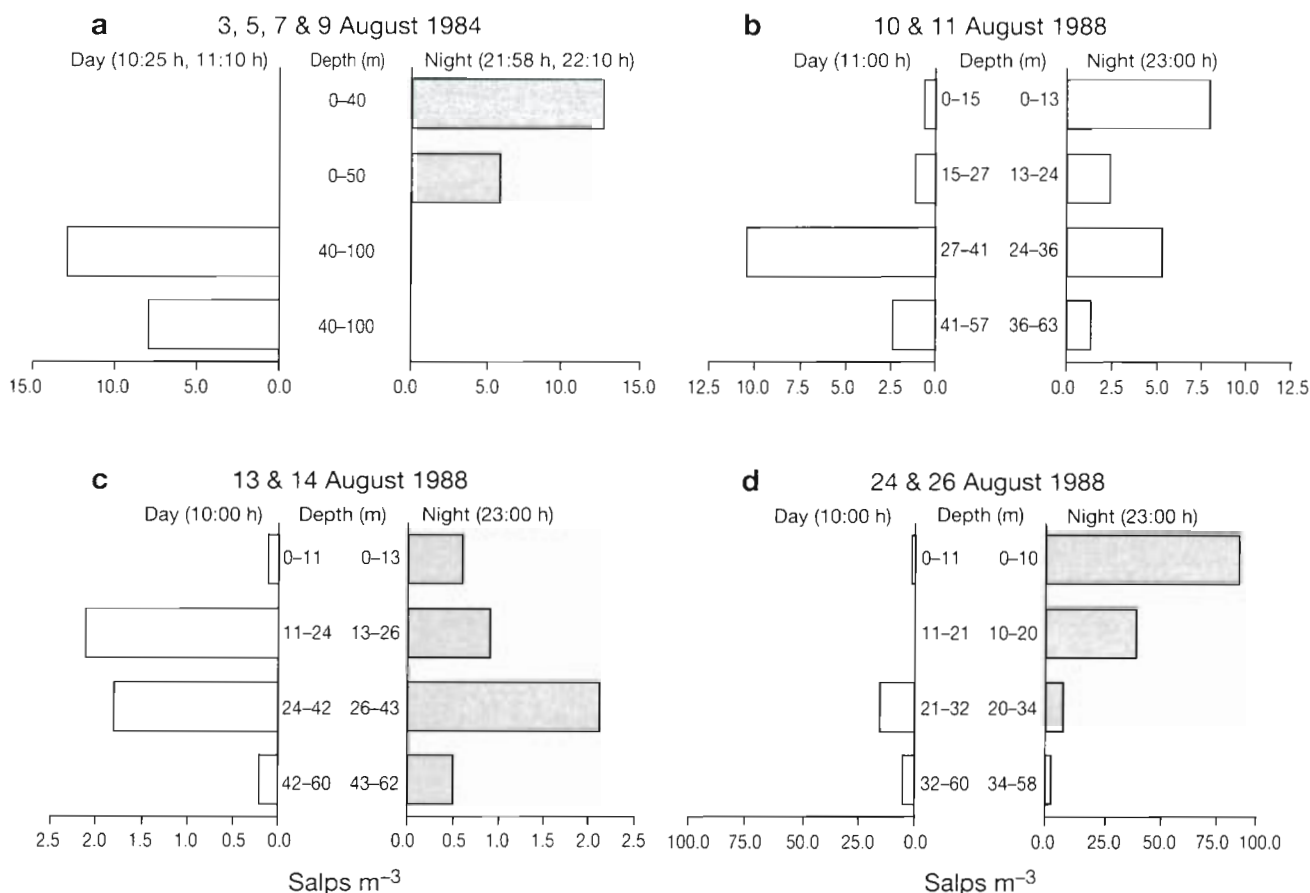 a 3, 5, 7 & 9 August 1984
Day (10:25 h, 11:10 h) Depth (m) Night (21:58 h, 22:10 h)
0–40
0–50
40–100
40–100
15.0 10.0 5.0 0.0 0.0 5.0 10.0 15.0
b 10 & 11 August 1988
Day (11:00 h) Depth (m) Night (23:00 h)
0–15 0–13
15–27 13–24
27–41 24–36
41–57 36–63
12.5 10.0 7.5 5.0 2.5 0.0 0.0 2.5 5.0 7.5 10.0 12.5
c 13 & 14 August 1988
Day (10:00 h) Depth (m) Night (23:00 h)
0–11 0–13
11–24 13–26
24–42 26–43
42–60 43–62
2.5 2.0 1.5 1.0 0.5 0.0 0.0 0.5 1.0 1.5 2.0 2.5
Salps m⁻³
d 24 & 26 August 1988
Day (10:00 h) Depth (m) Night (23:00 h)
0–11 0–10
11–21 10–20
21–32 20–34
32–60 34–58
100.0 75.0 50.0 25.0 0.0 0.0 25.0 50.0 75.0 100.0
Salps m⁻³